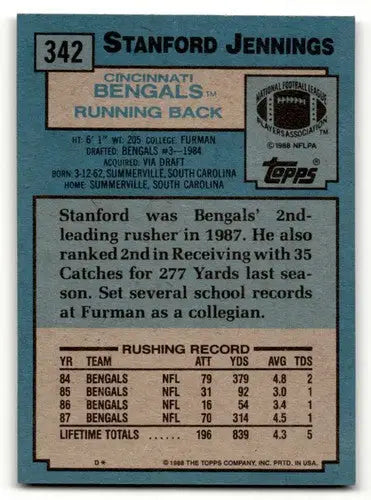 342 STANFORD JENNINGS
CINCINNATI
BENGALS™
RUNNING BACK
NATIONAL FOOTBALL LEAGUE
PLAYERS ASSOCIATION™
© 1988 NFLPA
topps®
HT: 6' 1" WT: 205 COLLEGE: FURMAN
DRAFTED: BENGALS #3—1984
ACQUIRED: VIA DRAFT
BORN: 3-12-62, SUMMERVILLE, SOUTH CAROLINA
HOME: SUMMERVILLE, SOUTH CAROLINA
Stanford was Bengals' 2nd-
leading rusher in 1987. He also
ranked 2nd in Receiving with 35
Catches for 277 Yards last sea-
son. Set several school records
at Furman as a collegian.
RUSHING RECORD
YR TEAM ATT YDS AVG TDS
84 BENGALS NFL 79 379 4.8 2
85 BENGALS NFL 31 92 3.0 1
86 BENGALS NFL 16 54 3.4 1
87 BENGALS NFL 70 314 4.5 1
LIFETIME TOTALS 196 839 4.3 5
D* © 1988 THE TOPPS COMPANY, INC. PRTD. IN USA.